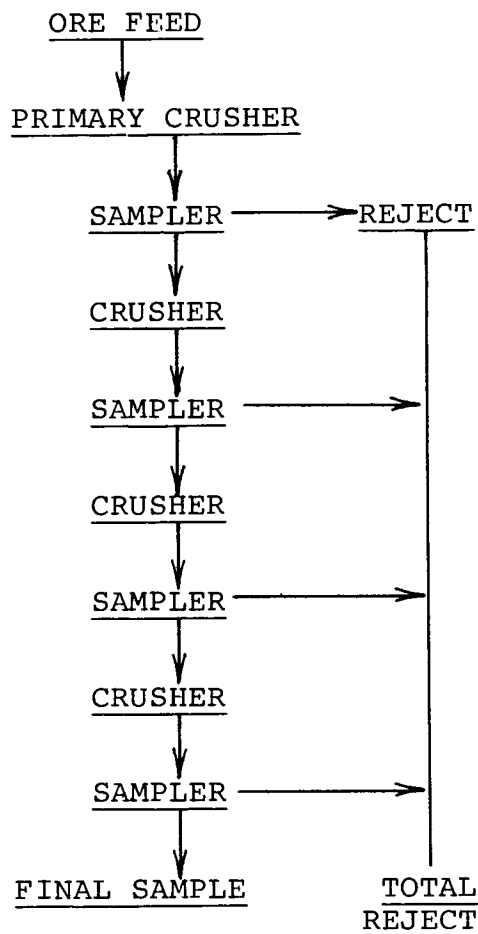 ORE FEED
PRIMARY CRUSHER
SAMPLER
REJECT
CRUSHER
SAMPLER
CRUSHER
SAMPLER
CRUSHER
SAMPLER
FINAL SAMPLE
TOTAL
REJECT